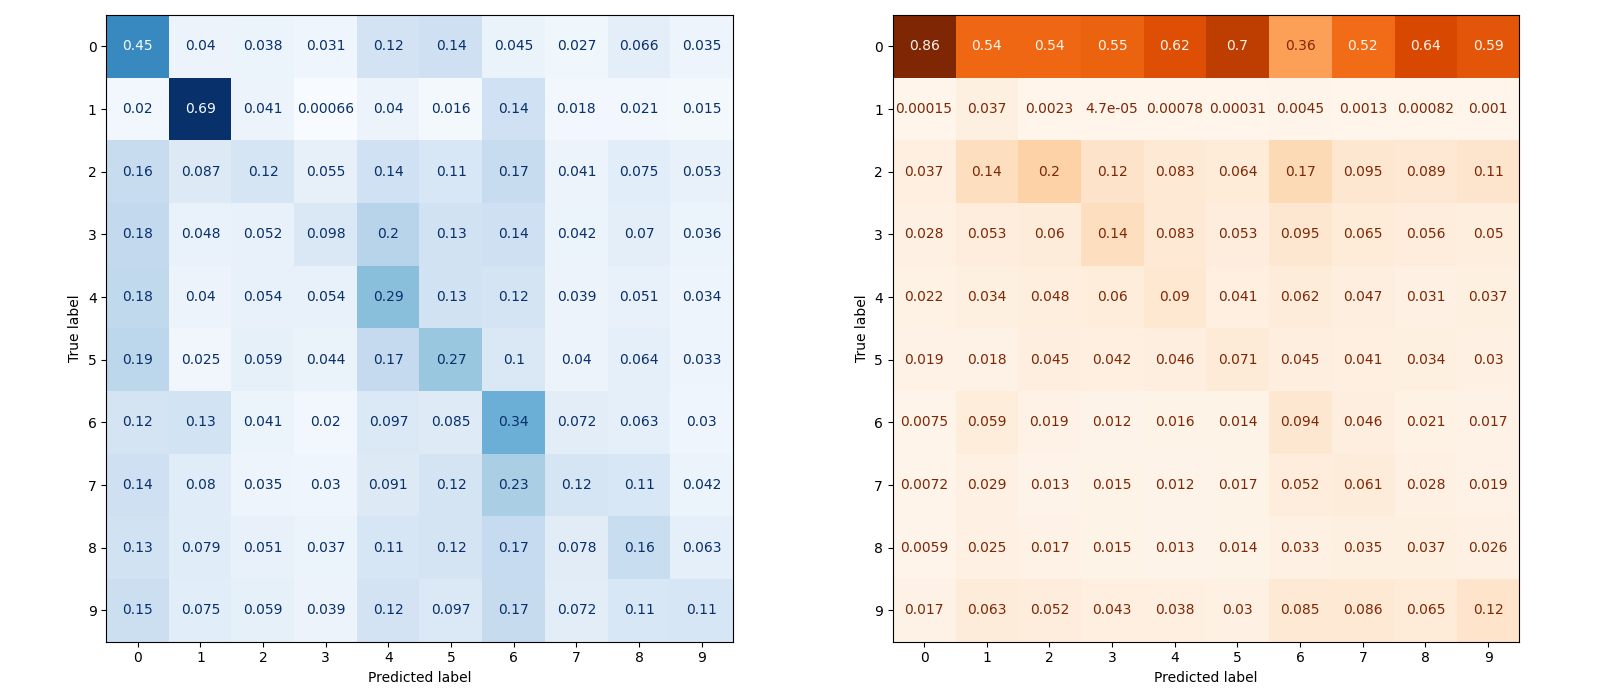 0 0.45 0.04 0.038 0.031 0.12 0.14 0.045 0.027 0.066 0.035
1 0.02 0.69 0.041 0.00066 0.04 0.016 0.14 0.018 0.021 0.015
2 0.16 0.087 0.12 0.055 0.14 0.11 0.17 0.041 0.075 0.053
3 0.18 0.048 0.052 0.098 0.2 0.13 0.14 0.042 0.07 0.036
4 0.18 0.04 0.054 0.054 0.29 0.13 0.12 0.039 0.051 0.034
5 0.19 0.025 0.059 0.044 0.17 0.27 0.1 0.04 0.064 0.033
6 0.12 0.13 0.041 0.02 0.097 0.085 0.34 0.072 0.063 0.03
7 0.14 0.08 0.035 0.03 0.091 0.12 0.23 0.12 0.11 0.042
8 0.13 0.079 0.051 0.037 0.11 0.12 0.17 0.078 0.16 0.063
9 0.15 0.075 0.059 0.039 0.12 0.097 0.17 0.072 0.11 0.11
0 1 2 3 4 5 6 7 8 9
True label
Predicted label
0 0.86 0.54 0.54 0.55 0.62 0.7 0.36 0.52 0.64 0.59
1 0.00015 0.037 0.0023 4.7e-05 0.00078 0.00031 0.0045 0.0013 0.00082 0.001
2 0.037 0.14 0.2 0.12 0.083 0.064 0.17 0.095 0.089 0.11
3 0.028 0.053 0.06 0.14 0.083 0.053 0.095 0.065 0.056 0.05
4 0.022 0.034 0.048 0.06 0.09 0.041 0.062 0.047 0.031 0.037
5 0.019 0.018 0.045 0.042 0.046 0.071 0.045 0.041 0.034 0.03
6 0.0075 0.059 0.019 0.012 0.016 0.014 0.094 0.046 0.021 0.017
7 0.0072 0.029 0.013 0.015 0.012 0.017 0.052 0.061 0.028 0.019
8 0.0059 0.025 0.017 0.015 0.013 0.014 0.033 0.035 0.037 0.026
9 0.017 0.063 0.052 0.043 0.038 0.03 0.085 0.086 0.065 0.12
0 1 2 3 4 5 6 7 8 9
True label
Predicted label